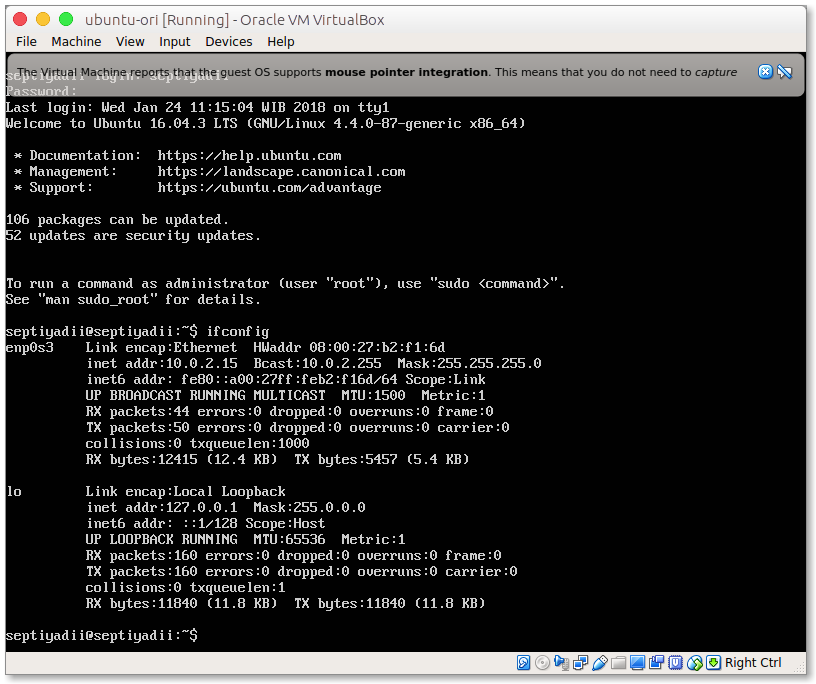 ubuntu-ori [Running] - Oracle VM VirtualBox
File Machine View Input Devices Help
The Virtual Machine reports that the guest OS supports mouse pointer integration. This means that you do not need to capture
septiyadii login: septiyadii
Password:
Last login: Wed Jan 24 11:15:04 WIB 2018 on tty1
Welcome to Ubuntu 16.04.3 LTS (GNU/Linux 4.4.0-87-generic x86_64)
* Documentation: https://help.ubuntu.com
* Management: https://landscape.canonical.com
* Support: https://ubuntu.com/advantage
106 packages can be updated.
52 updates are security updates.
To run a command as administrator (user "root"), use "sudo <command>".
See "man sudo_root" for details.
septiyadii@septiyadii:~$ ifconfig
enp0s3 Link encap:Ethernet HWaddr 08:00:27:b2:f1:6d
inet addr:10.0.2.15 Bcast:10.0.2.255 Mask:255.255.255.0
inet6 addr: fe80::a00:27ff:feb2:f16d/64 Scope:Link
UP BROADCAST RUNNING MULTICAST MTU:1500 Metric:1
RX packets:44 errors:0 dropped:0 overruns:0 frame:0
TX packets:50 errors:0 dropped:0 overruns:0 carrier:0
collisions:0 txqueuelen:1000
RX bytes:12415 (12.4 KB) TX bytes:5457 (5.4 KB)
lo Link encap:Local Loopback
inet addr:127.0.0.1 Mask:255.0.0.0
inet6 addr: ::1/128 Scope:Host
UP LOOPBACK RUNNING MTU:65536 Metric:1
RX packets:160 errors:0 dropped:0 overruns:0 frame:0
TX packets:160 errors:0 dropped:0 overruns:0 carrier:0
collisions:0 txqueuelen:1
RX bytes:11840 (11.8 KB) TX bytes:11840 (11.8 KB)
septiyadii@septiyadii:~$
Right Ctrl